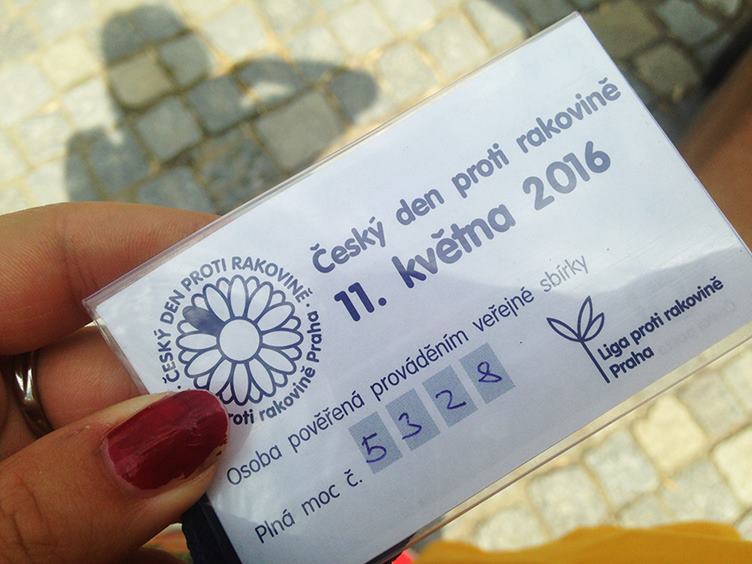 Český den proti rakovině
11. května 2016
· ČESKÝ DEN PROTI RAKOVINĚ ·
proti rakovině Praha
Osoba pověřená prováděním veřejné sbírky
Plná moc č. 5328
Liga proti rakovině
Praha